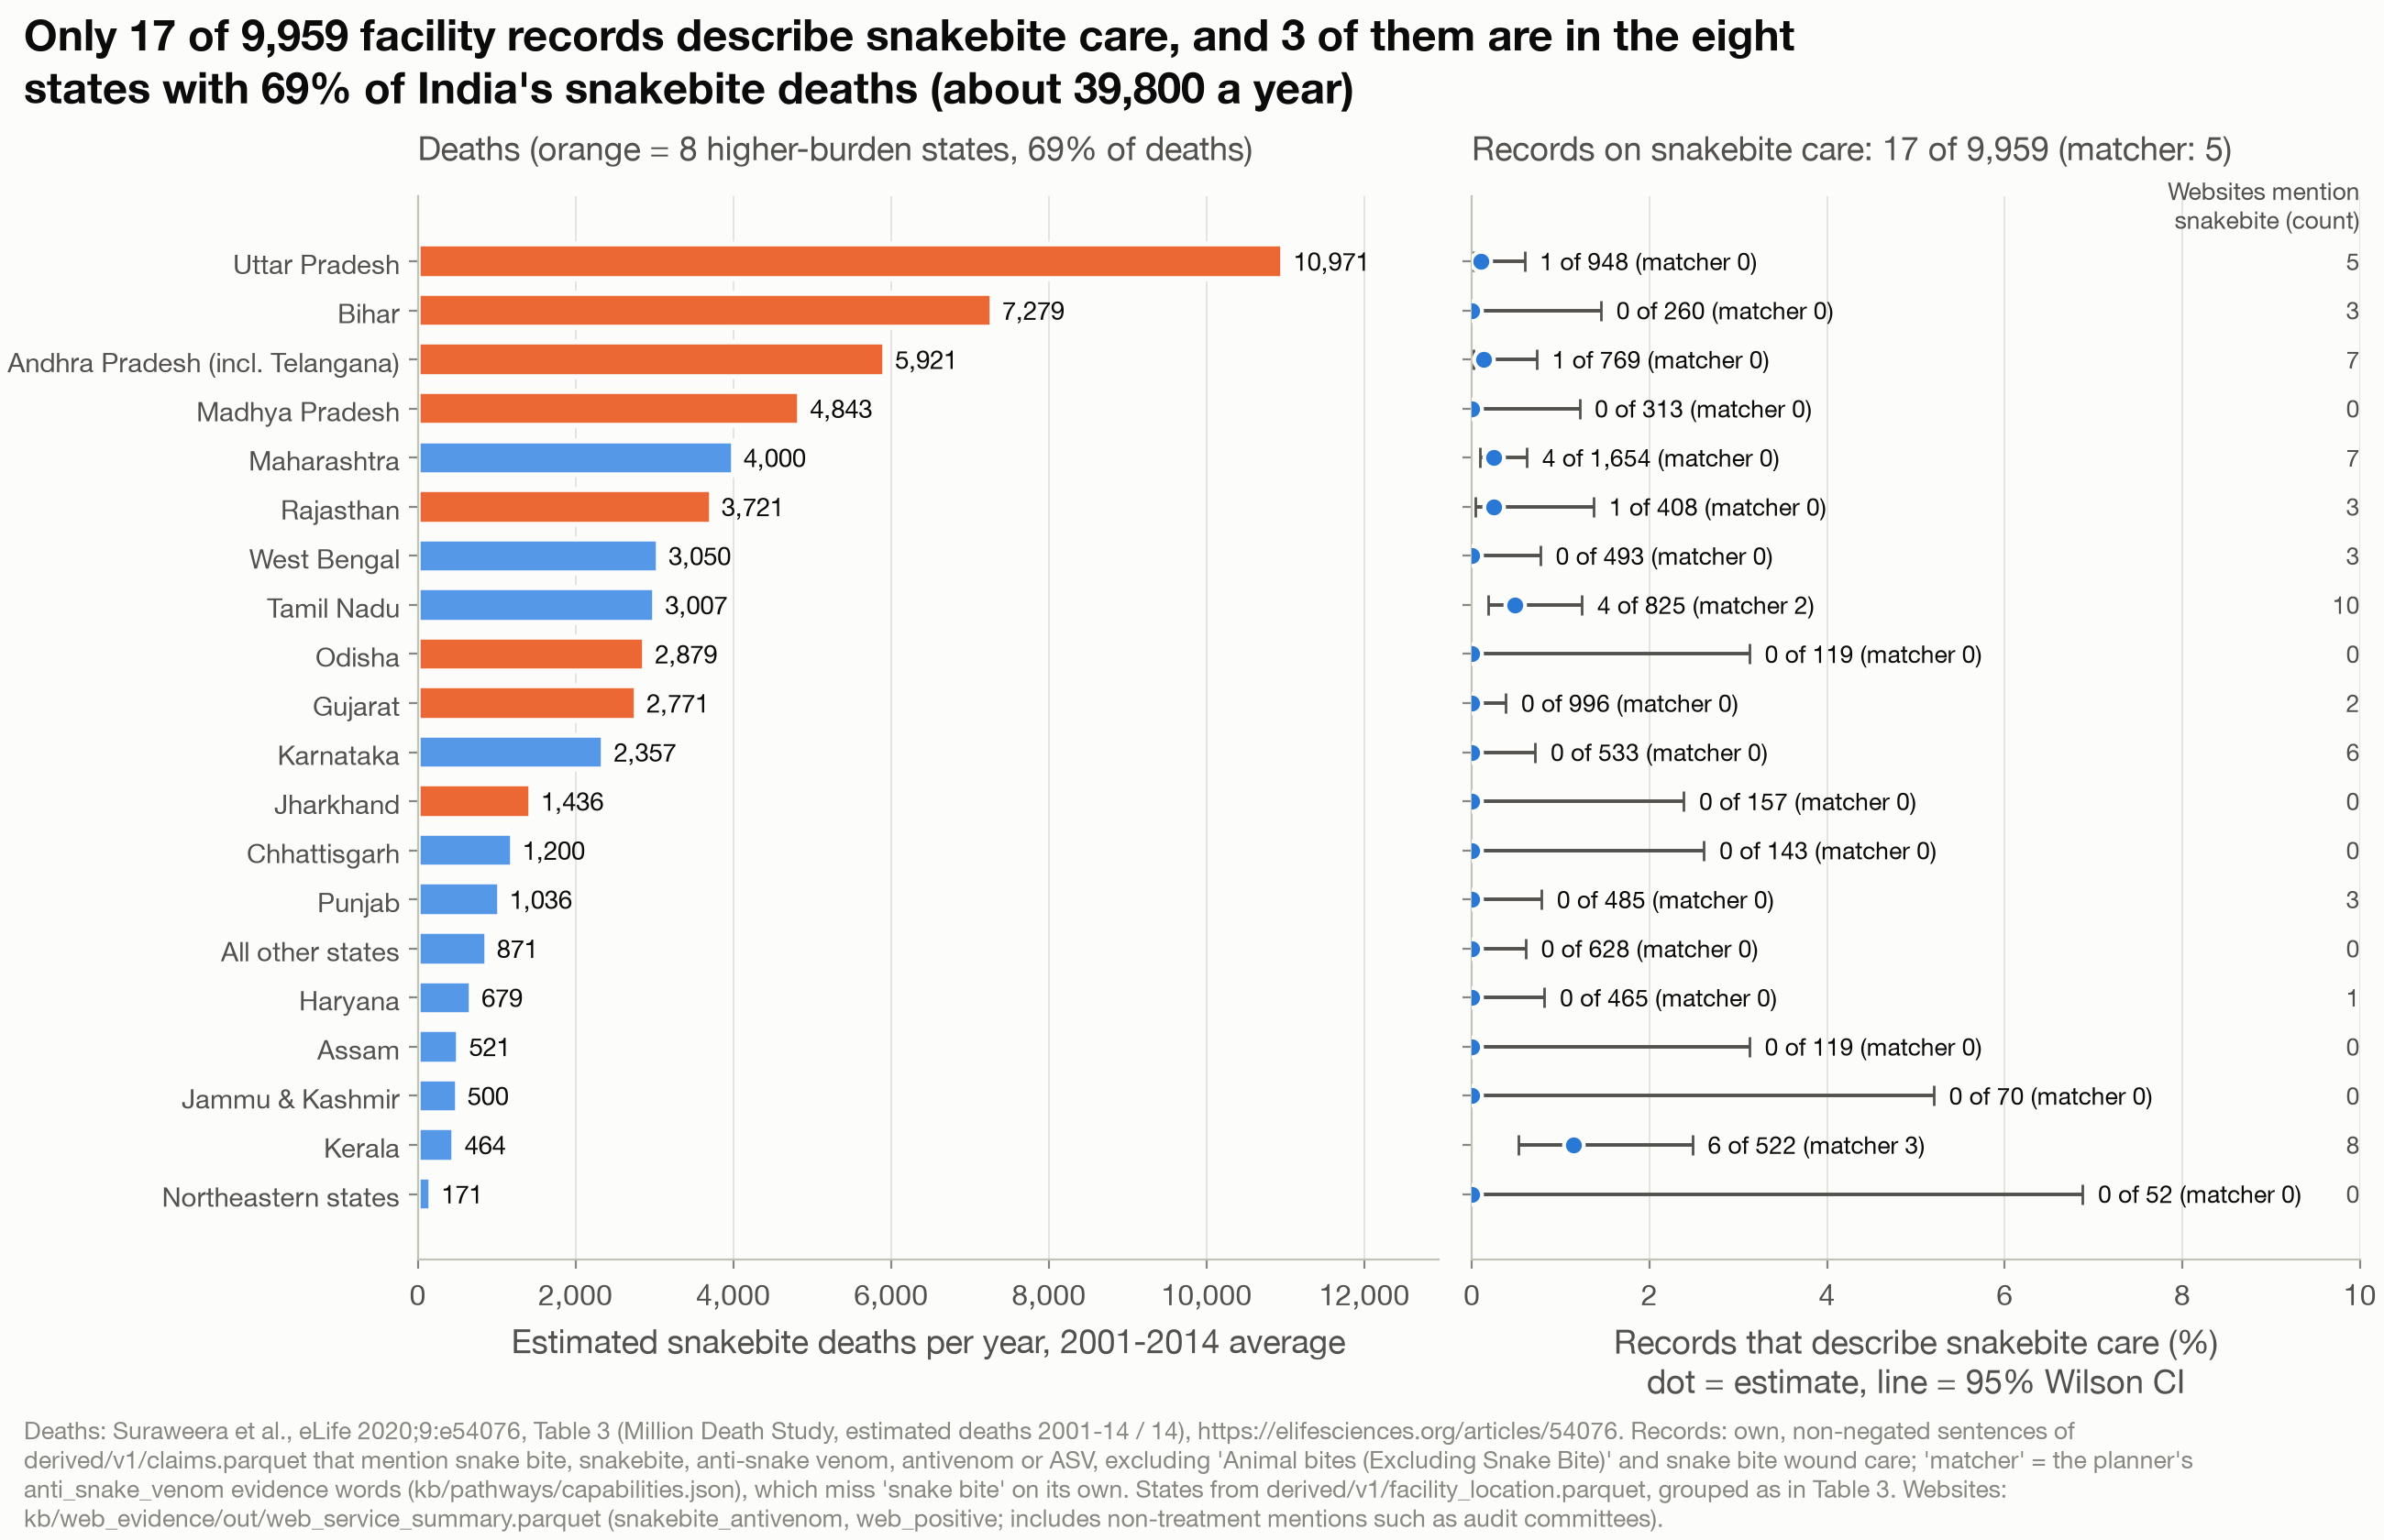 Only 17 of 9,959 facility records describe snakebite care, and 3 of them are in the eight
states with 69% of India's snakebite deaths (about 39,800 a year)
Deaths (orange = 8 higher-burden states, 69% of deaths)
Records on snakebite care: 17 of 9,959 (matcher: 5)
Websites mention
snakebite (count)
Uttar Pradesh 10,971 1 of 948 (matcher 0) 5
Bihar 7,279 0 of 260 (matcher 0) 3
Andhra Pradesh (incl. Telangana) 5,921 1 of 769 (matcher 0) 7
Madhya Pradesh 4,843 0 of 313 (matcher 0) 0
Maharashtra 4,000 4 of 1,654 (matcher 0) 7
Rajasthan 3,721 1 of 408 (matcher 0) 3
West Bengal 3,050 0 of 493 (matcher 0) 3
Tamil Nadu 3,007 4 of 825 (matcher 2) 10
Odisha 2,879 0 of 119 (matcher 0) 0
Gujarat 2,771 0 of 996 (matcher 0) 2
Karnataka 2,357 0 of 533 (matcher 0) 6
Jharkhand 1,436 0 of 157 (matcher 0) 0
Chhattisgarh 1,200 0 of 143 (matcher 0) 0
Punjab 1,036 0 of 485 (matcher 0) 3
All other states 871 0 of 628 (matcher 0) 0
Haryana 679 0 of 465 (matcher 0) 1
Assam 521 0 of 119 (matcher 0) 0
Jammu & Kashmir 500 0 of 70 (matcher 0) 0
Kerala 464 6 of 522 (matcher 3) 8
Northeastern states 171 0 of 52 (matcher 0) 0
0 2,000 4,000 6,000 8,000 10,000 12,000
0 2 4 6 8 10
Estimated snakebite deaths per year, 2001-2014 average
Records that describe snakebite care (%)
dot = estimate, line = 95% Wilson CI
Deaths: Suraweera et al., eLife 2020;9:e54076, Table 3 (Million Death Study, estimated deaths 2001-14 / 14), https://elifesciences.org/articles/54076. Records: own, non-negated sentences of
derived/v1/claims.parquet that mention snake bite, snakebite, anti-snake venom, antivenom or ASV, excluding 'Animal bites (Excluding Snake Bite)' and snake bite wound care; 'matcher' = the planner's
anti_snake_venom evidence words (kb/pathways/capabilities.json), which miss 'snake bite' on its own. States from derived/v1/facility_location.parquet, grouped as in Table 3. Websites:
kb/web_evidence/out/web_service_summary.parquet (snakebite_antivenom, web_positive; includes non-treatment mentions such as audit committees).